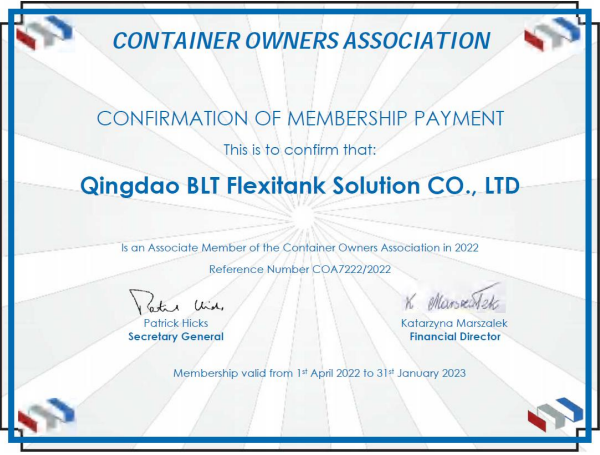 CONTAINER OWNERS ASSOCIATION
CONFIRMATION OF MEMBERSHIP PAYMENT
This is to confirm that:
Qingdao BLT Flexitank Solution CO., LTD
Is an Associate Member of the Container Owners Association in 2022
Reference Number COA7222/2022
Patrick Hicks
K Marszalek
Patrick Hicks
Katarzyna Marszalek
Secretary General
Financial Director
Membership valid from 1st April 2022 to 31st January 2023